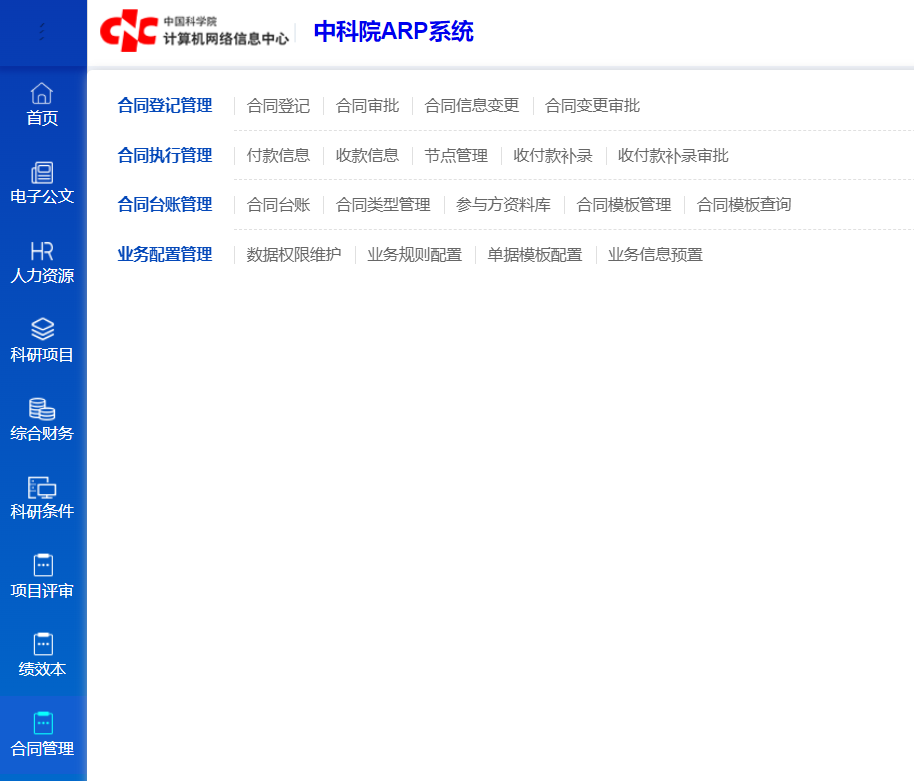 中国科学院
计算机网络信息中心
中科院ARP系统
首页
电子公文
HR
人力资源
科研项目
综合财务
科研条件
项目评审
绩效本
合同管理
合同登记管理 合同登记 合同审批 合同信息变更 合同变更审批
合同执行管理 付款信息 收款信息 节点管理 收付款补录 收付款补录审批
合同台账管理 合同台账 合同类型管理 参与方资料库 合同模板管理 合同模板查询
业务配置管理 数据权限维护 业务规则配置 单据模板配置 业务信息预置